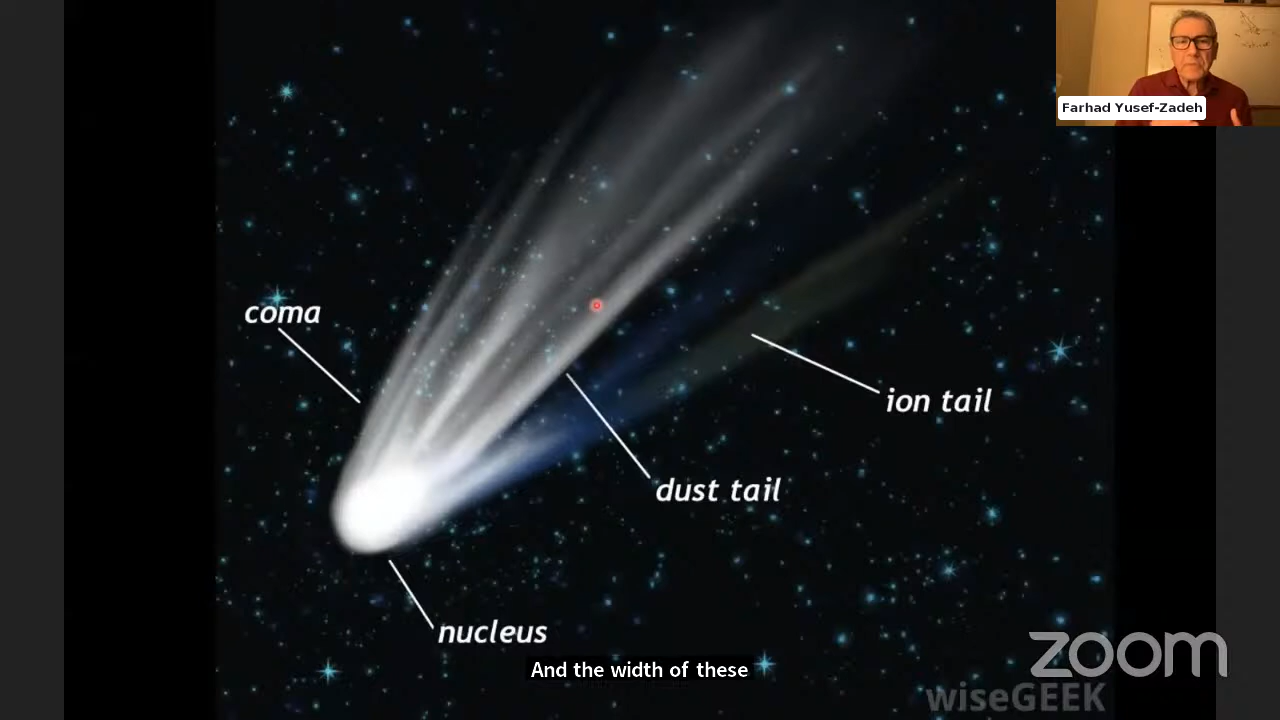 Farhad Yusef-Zadeh
coma
ion tail
dust tail
nucleus
And the width of these
zoom
wiseGEEK